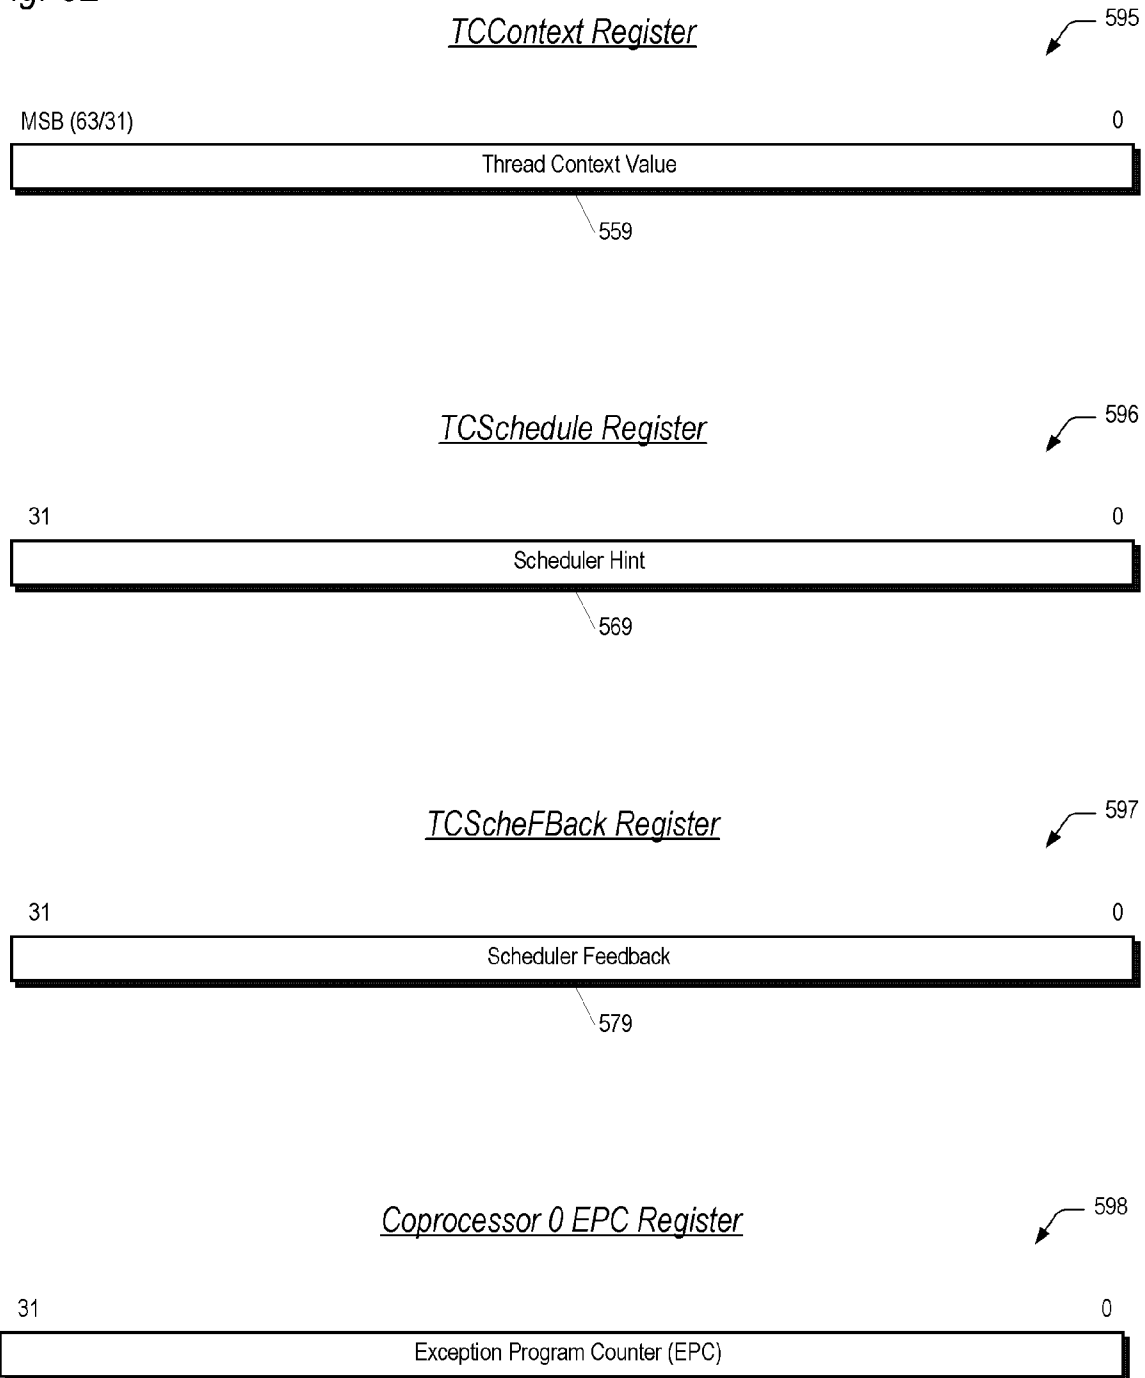 TCContext Register
595
MSB (63/31) 0
Thread Context Value
559
TCSchedule Register
596
31 0
Scheduler Hint
569
TCScheFBack Register
597
31 0
Scheduler Feedback
579
Coprocessor 0 EPC Register
598
31 0
Exception Program Counter (EPC)